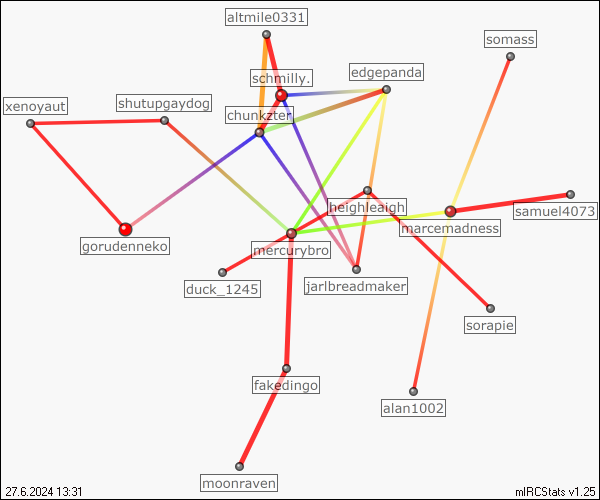 altmile0331
somass
schmilly.
edgepanda
xenoyaut
shutupgaydog
chunkzter
heighleaigh
samuel4073
marcemadness
gorudenneko
mercurybro
duck_1245
jarlbreadmaker
sorapie
fakedingo
alan1002
moonraven
27.6.2024 13:31
mIRCStats v1.25